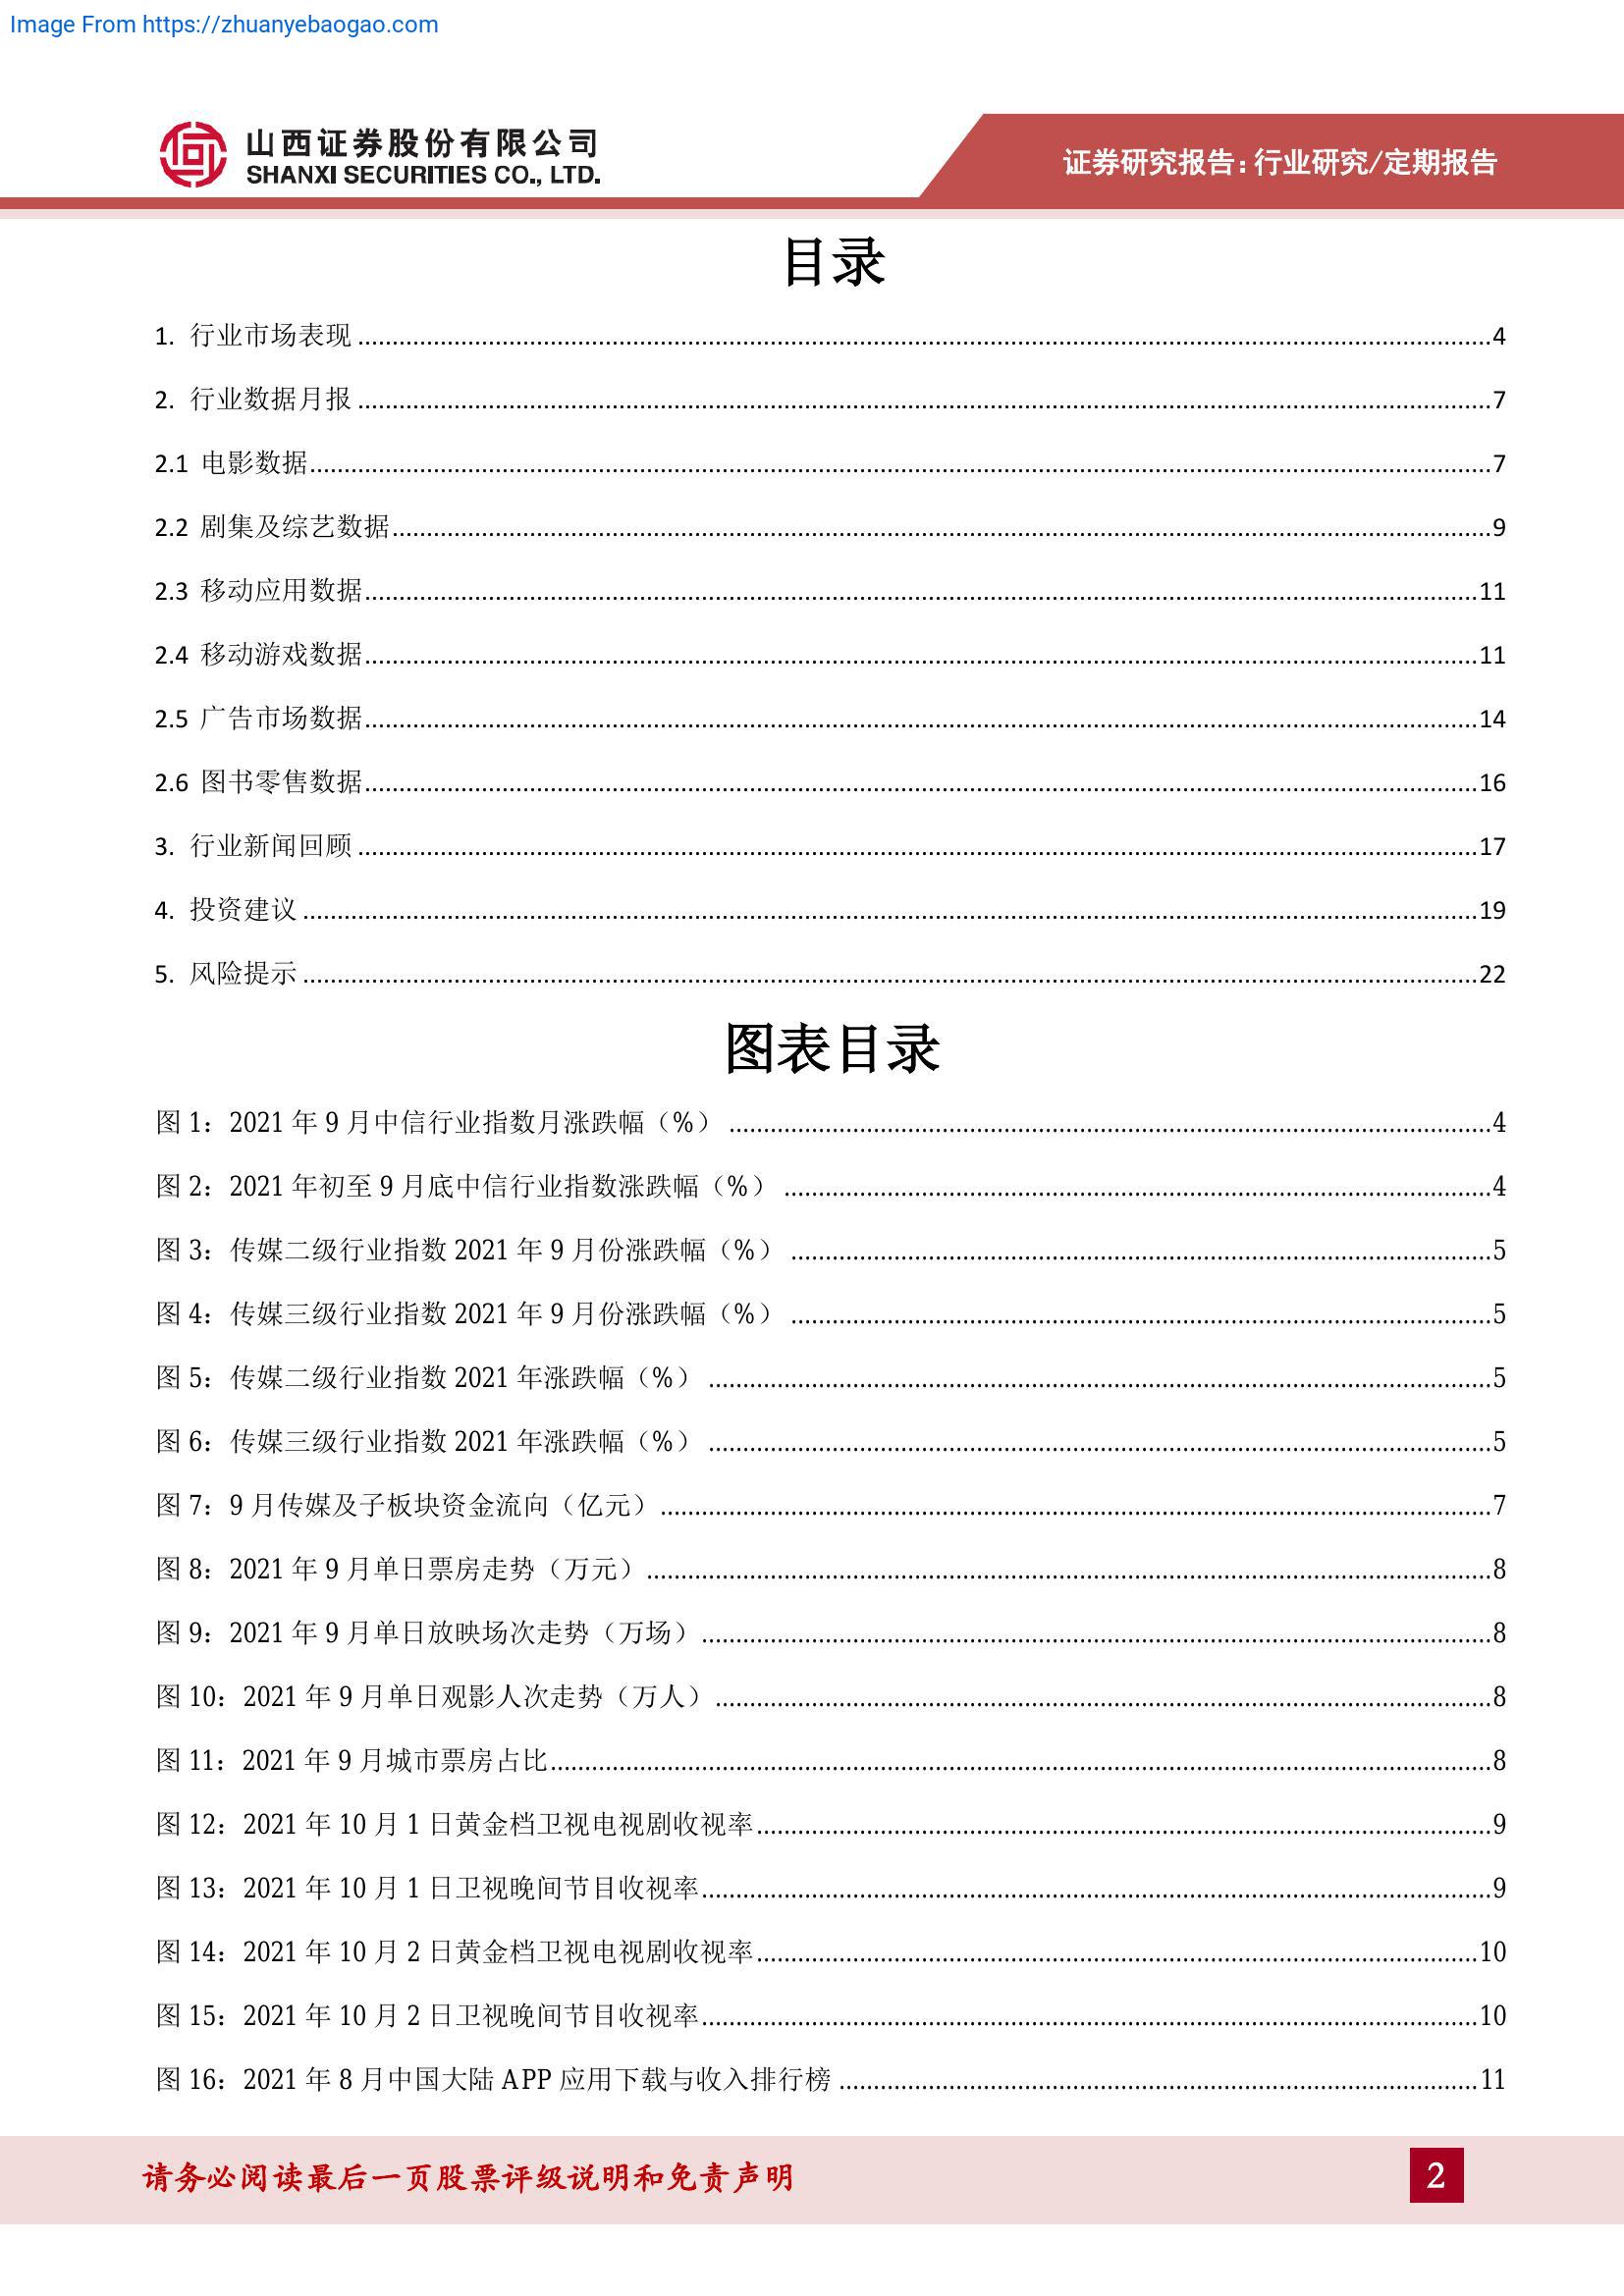 Image From https://zhuanyebaogao.com
山西证券股份有限公司
SHANXI SECURITIES CO., LTD.
证券研究报告:行业研究/定期报告
目录
1. 行业市场表现 4
2. 行业数据月报 7
2.1 电影数据 7
2.2 剧集及综艺数据 9
2.3 移动应用数据 11
2.4 移动游戏数据 11
2.5 广告市场数据 14
2.6 图书零售数据 16
3. 行业新闻回顾 17
4. 投资建议 19
5. 风险提示 22
图表目录
图 1：2021 年 9 月中信行业指数月涨跌幅（%） 4
图 2：2021 年初至 9 月底中信行业指数涨跌幅（%） 4
图 3：传媒二级行业指数 2021 年 9 月份涨跌幅（%） 5
图 4：传媒三级行业指数 2021 年 9 月份涨跌幅（%） 5
图 5：传媒二级行业指数 2021 年涨跌幅（%） 5
图 6：传媒三级行业指数 2021 年涨跌幅（%） 5
图 7：9 月传媒及子板块资金流向（亿元） 7
图 8：2021 年 9 月单日票房走势（万元） 8
图 9：2021 年 9 月单日放映场次走势（万场） 8
图 10：2021 年 9 月单日观影人次走势（万人） 8
图 11：2021 年 9 月城市票房占比 8
图 12：2021 年 10 月 1 日黄金档卫视电视剧收视率 9
图 13：2021 年 10 月 1 日卫视晚间节目收视率 9
图 14：2021 年 10 月 2 日黄金档卫视电视剧收视率 10
图 15：2021 年 10 月 2 日卫视晚间节目收视率 10
图 16：2021 年 8 月中国大陆 APP 应用下载与收入排行榜 11
请务必阅读最后一页股票评级说明和免责声明
2